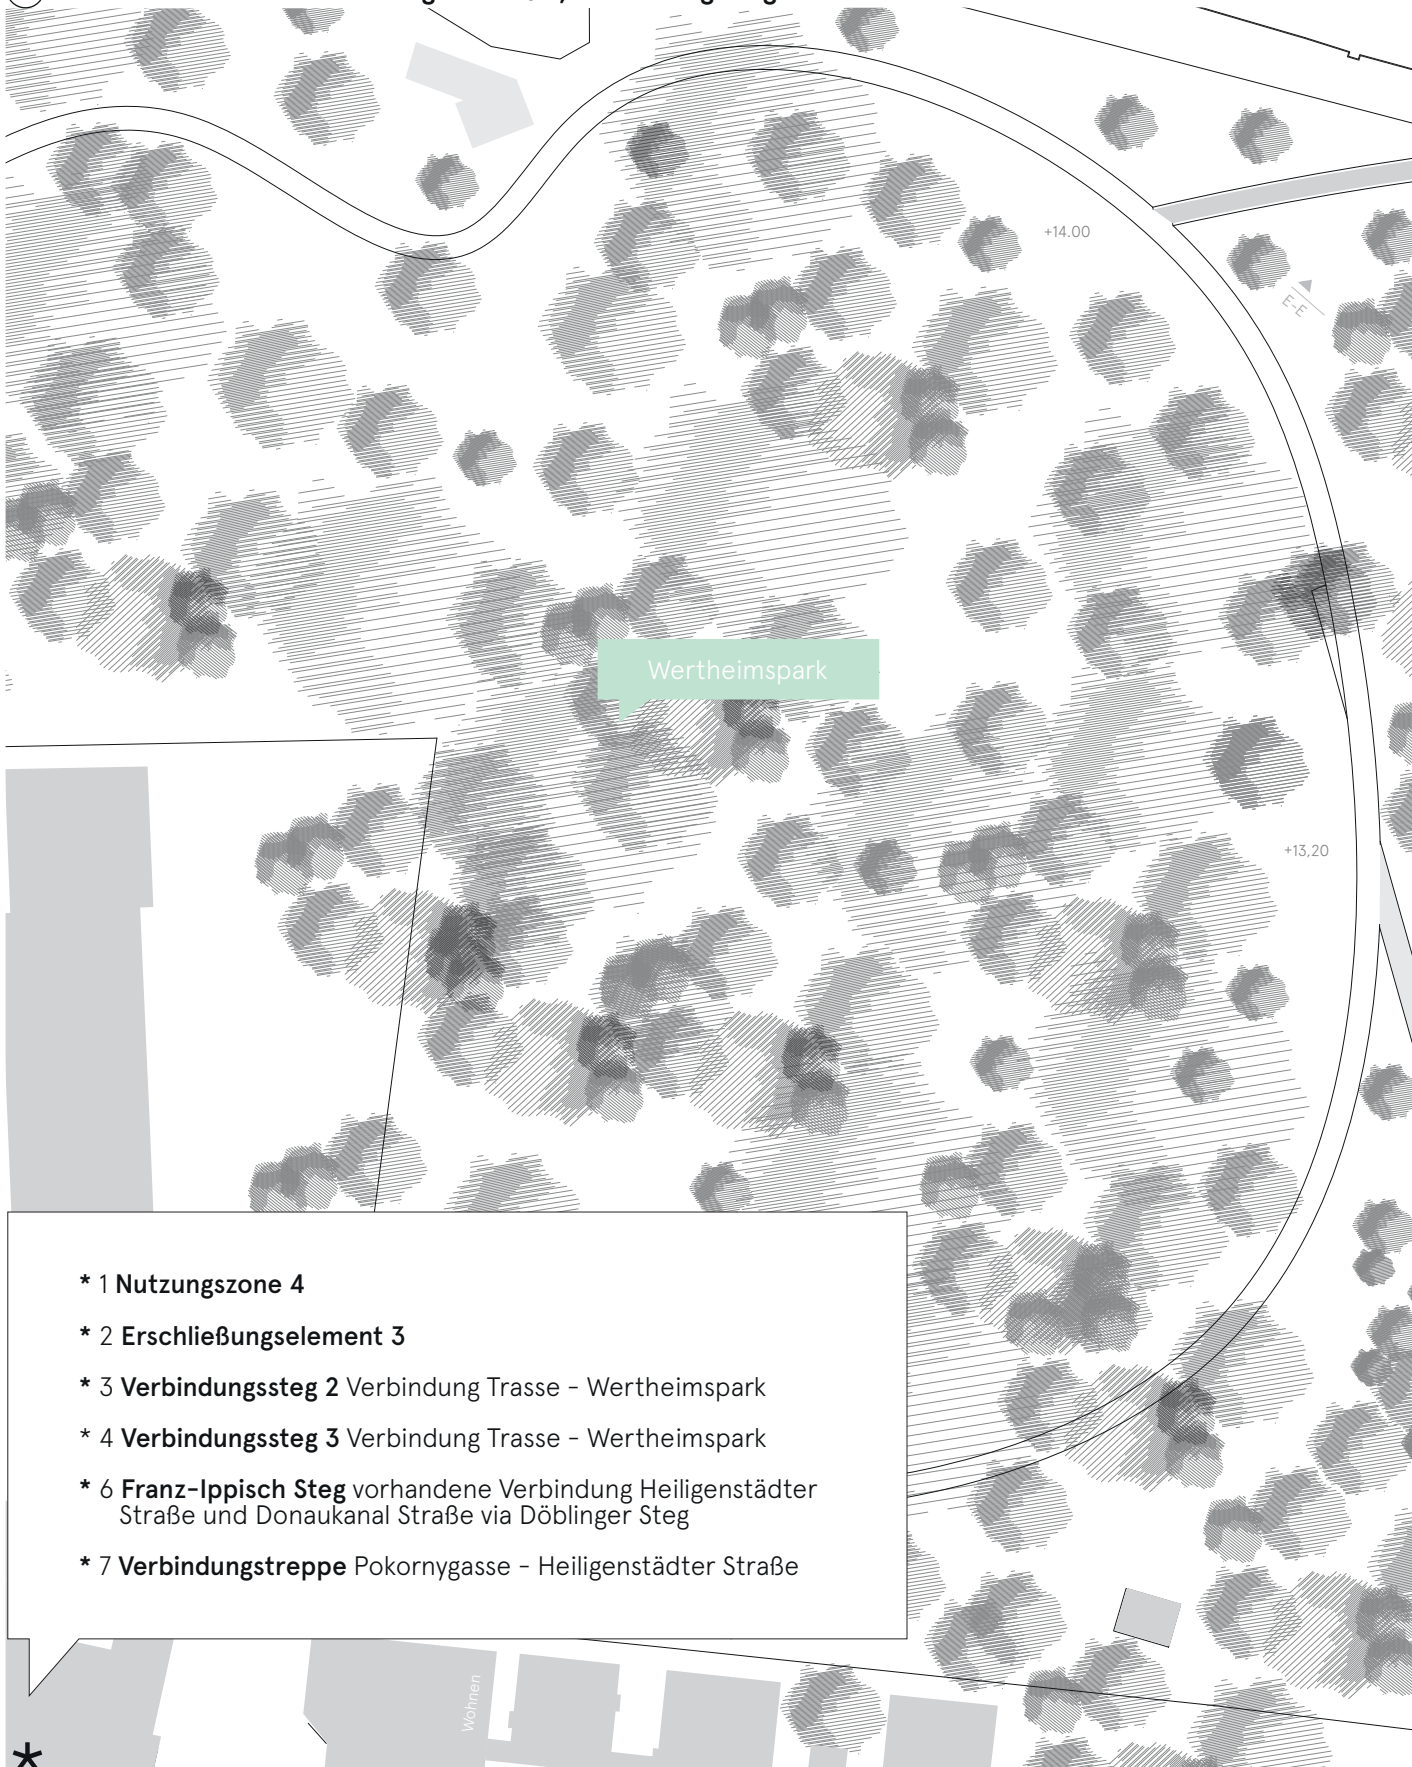 +14.00
E-E
Wertheimspark
+13,20
* 1 Nutzungszone 4
* 2 Erschließungselement 3
* 3 Verbindungssteg 2 Verbindung Trasse - Wertheimspark
* 4 Verbindungssteg 3 Verbindung Trasse - Wertheimspark
* 6 Franz-Ippisch Steg vorhandene Verbindung Heiligenstädter
Straße und Donaukanal Straße via Döblinger Steg
* 7 Verbindungstreppe Pokornygasse - Heiligenstädter Straße
Wohnen
*